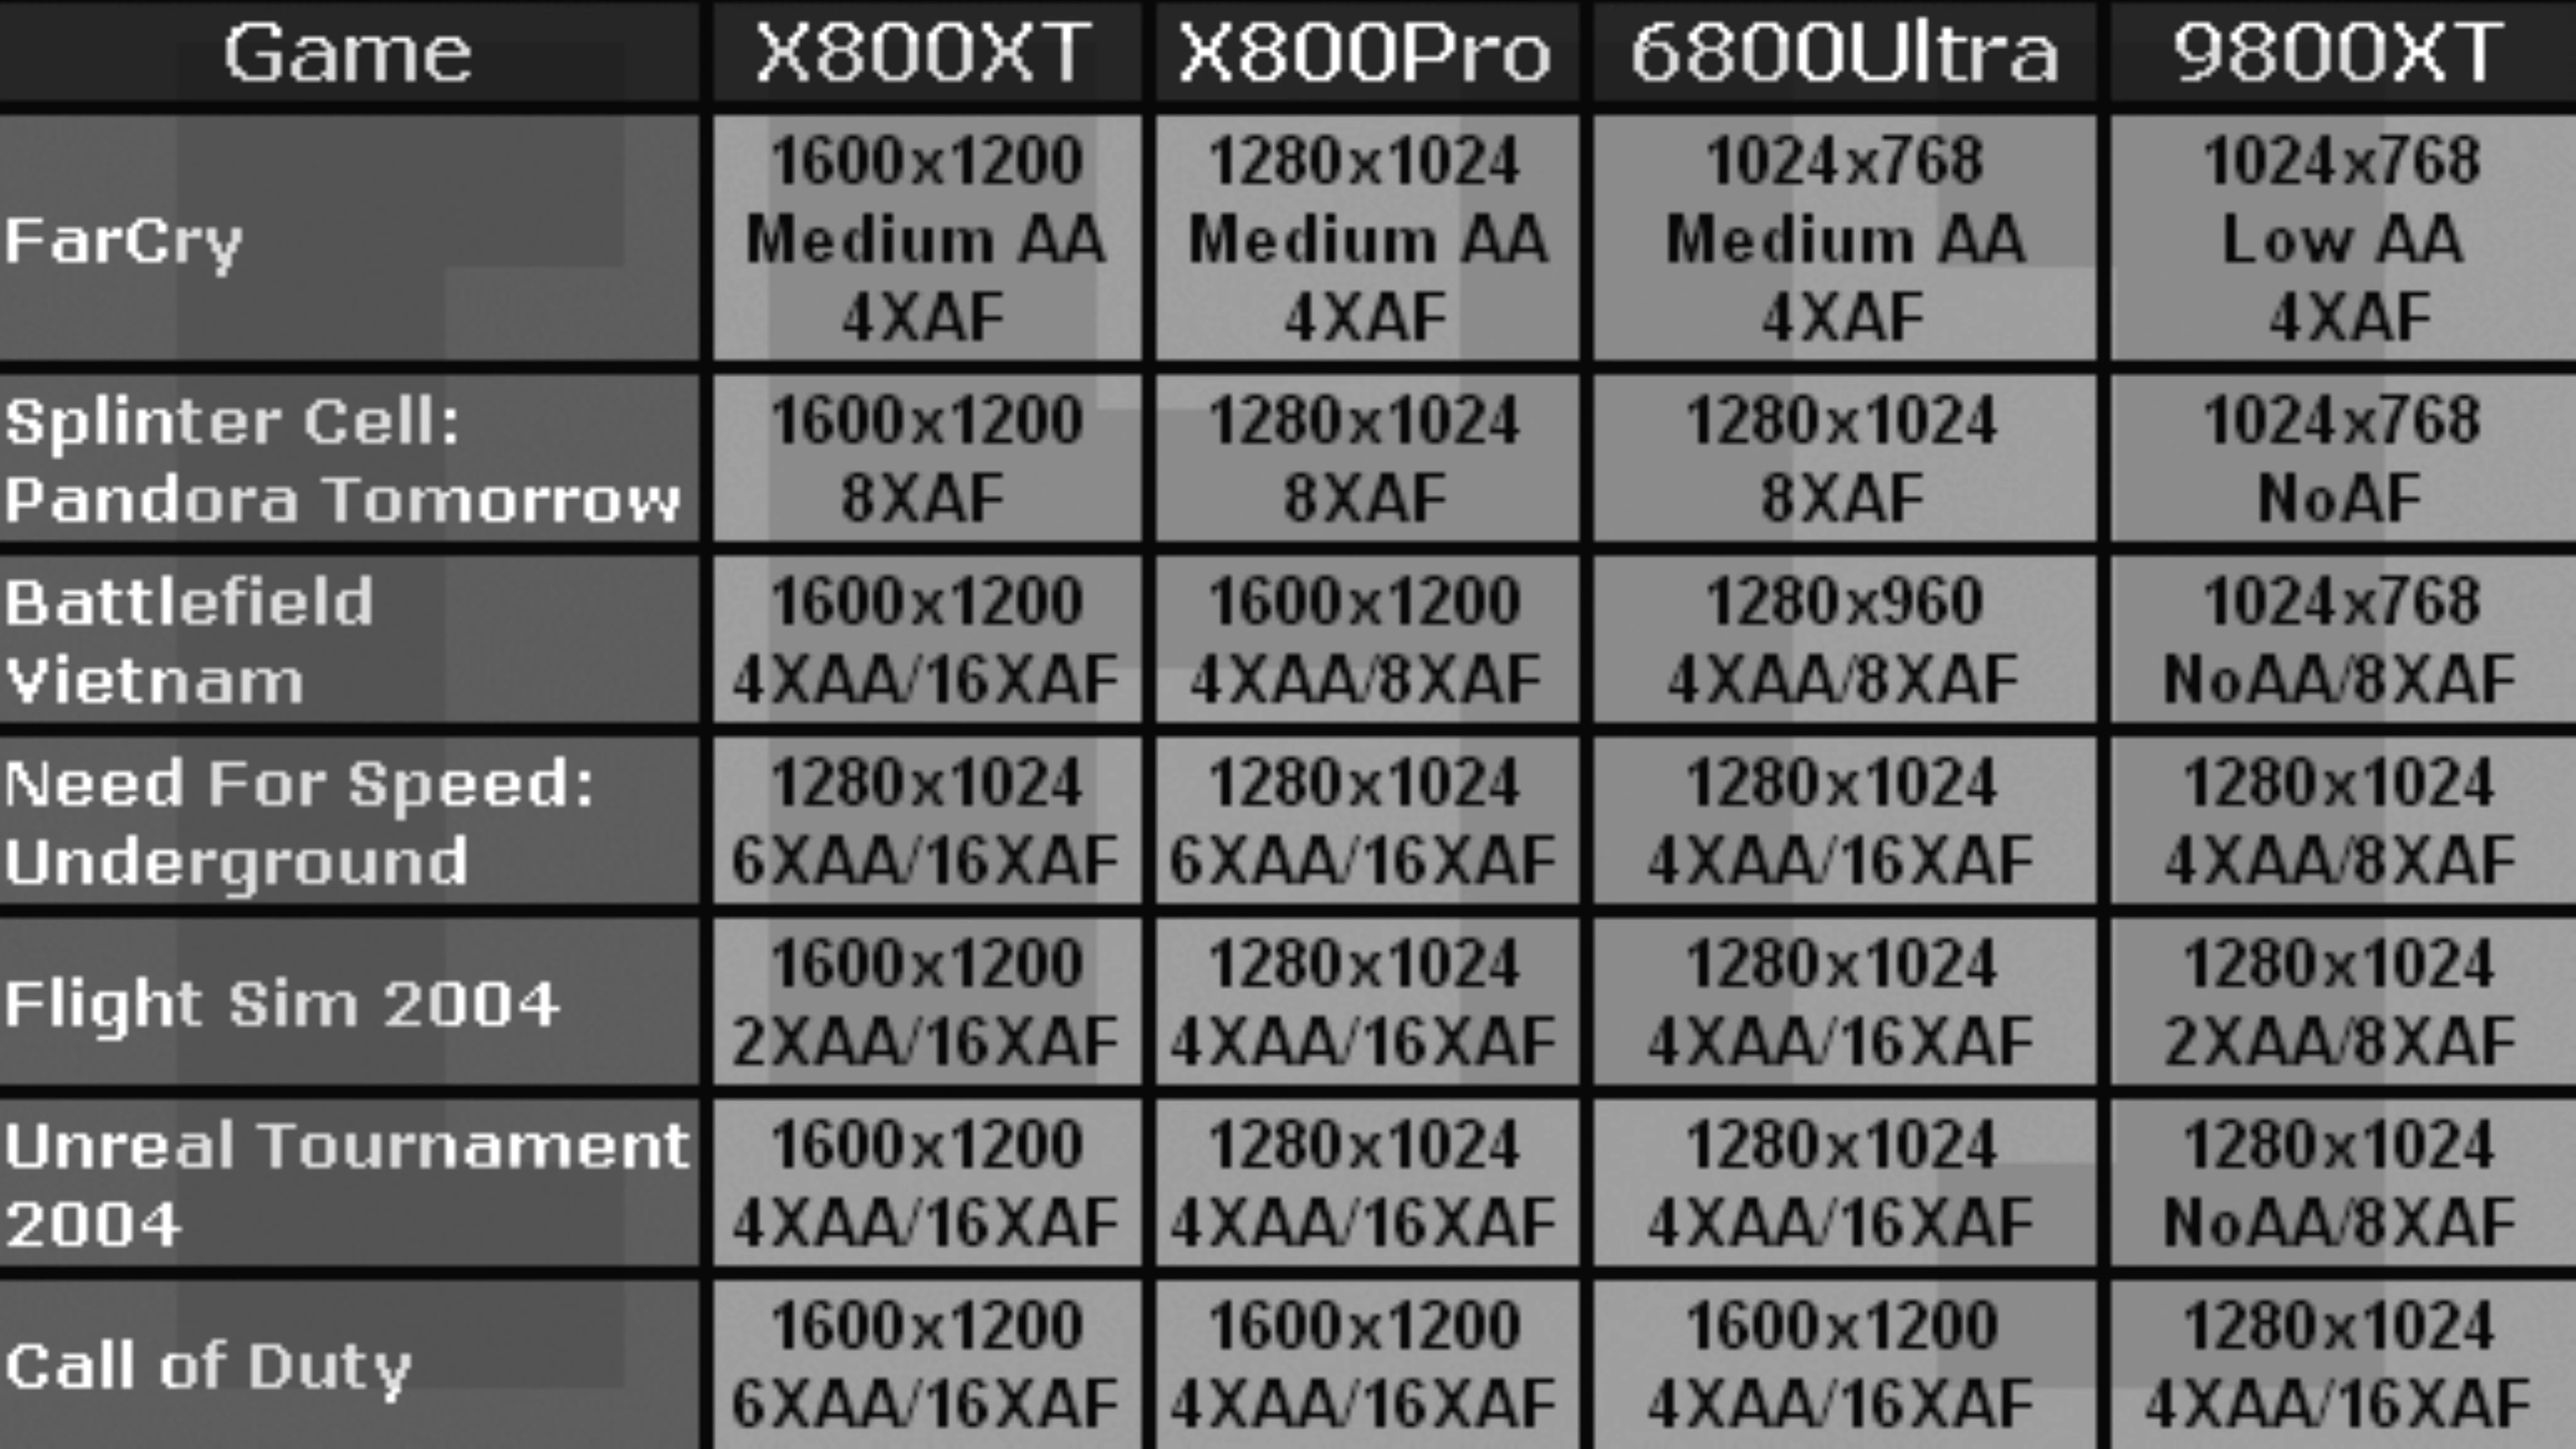 Game X800XT X800Pro 6800Ultra 9800XT
FarCry
1600x1200
Medium AA
4XAF
1280x1024
Medium AA
4XAF
1024x768
Medium AA
4XAF
1024x768
Low AA
4XAF
Splinter Cell:
Pandora Tomorrow
1600x1200
8XAF
1280x1024
8XAF
1280x1024
8XAF
1024x768
NoAF
Battlefield
Vietnam
1600x1200
4XAA/16XAF
1600x1200
4XAA/8XAF
1280x960
4XAA/8XAF
1024x768
NoAA/8XAF
Need For Speed:
Underground
1280x1024
6XAA/16XAF
1280x1024
6XAA/16XAF
1280x1024
4XAA/16XAF
1280x1024
4XAA/8XAF
Flight Sim 2004
1600x1200
2XAA/16XAF
1280x1024
4XAA/16XAF
1280x1024
4XAA/16XAF
1280x1024
2XAA/8XAF
Unreal Tournament
2004
1600x1200
4XAA/16XAF
1280x1024
4XAA/16XAF
1280x1024
4XAA/16XAF
1280x1024
NoAA/8XAF
Call of Duty
1600x1200
6XAA/16XAF
1600x1200
4XAA/16XAF
1600x1200
4XAA/16XAF
1280x1024
4XAA/16XAF